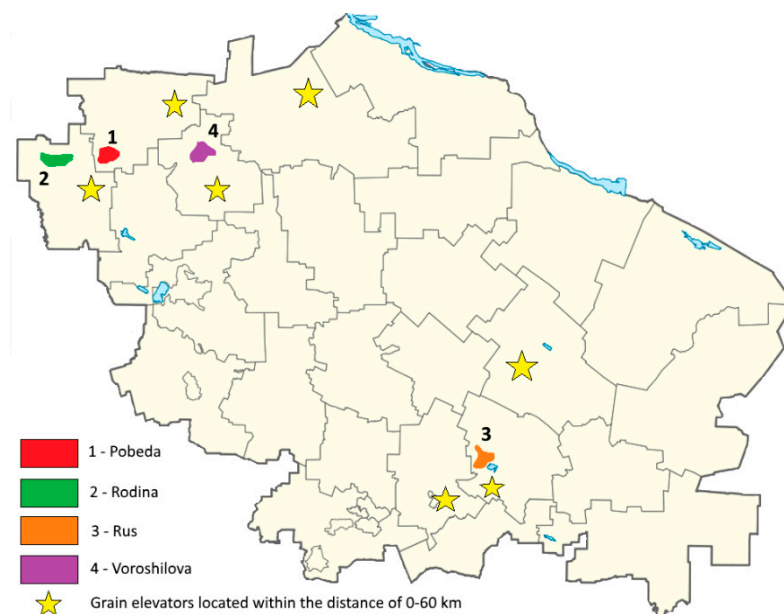 1
4
2
3
1 - Pobeda
2 - Rodina
3 - Rus
4 - Voroshilova
Grain elevators located within the distance of 0-60 km